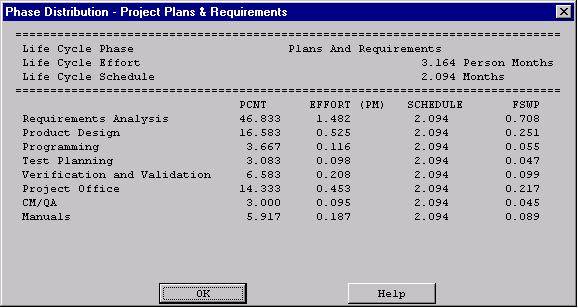 Phase Distribution - Project Plans & Requirements
Life Cycle Phase Plans And Requirements
Life Cycle Effort 3.164 Person Months
Life Cycle Schedule 2.094 Months
PCNT EFFORT (PM) SCHEDULE FSWP
Requirements Analysis 46.833 1.482 2.094 0.708
Product Design 16.583 0.525 2.094 0.251
Programming 3.667 0.116 2.094 0.055
Test Planning 3.083 0.098 2.094 0.047
Verification and Validation 6.583 0.208 2.094 0.099
Project Office 14.333 0.453 2.094 0.217
CM/QA 3.000 0.095 2.094 0.045
Manuals 5.917 0.187 2.094 0.089
OK Help